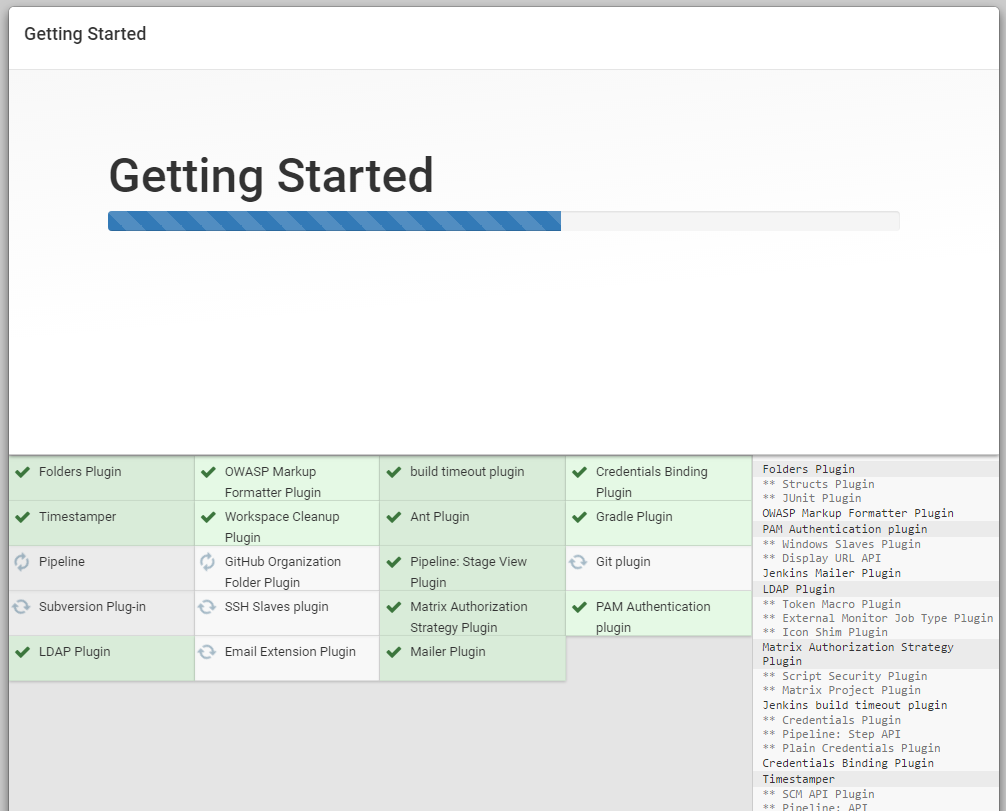 Getting Started
Getting Started
Folders Plugin
OWASP Markup
Formatter Plugin
build timeout plugin
Credentials Binding
Plugin
Timestamper
Workspace Cleanup
Plugin
Ant Plugin
Gradle Plugin
Pipeline
GitHub Organization
Folder Plugin
Pipeline: Stage View
Plugin
Git plugin
Subversion Plug-in
SSH Slaves plugin
Matrix Authorization
Strategy Plugin
PAM Authentication
plugin
LDAP Plugin
Email Extension Plugin
Mailer Plugin
Folders Plugin
** Structs Plugin
** JUnit Plugin
OWASP Markup Formatter Plugin
PAM Authentication plugin
** Windows Slaves Plugin
** Display URL API
Jenkins Mailer Plugin
LDAP Plugin
** Token Macro Plugin
** External Monitor Job Type Plugin
** Icon Shim Plugin
Matrix Authorization Strategy
Plugin
** Script Security Plugin
** Matrix Project Plugin
Jenkins build timeout plugin
** Credentials Plugin
** Pipeline: Step API
** Plain Credentials Plugin
Credentials Binding Plugin
Timestamper
** SCM API Plugin
** Pipeline: API